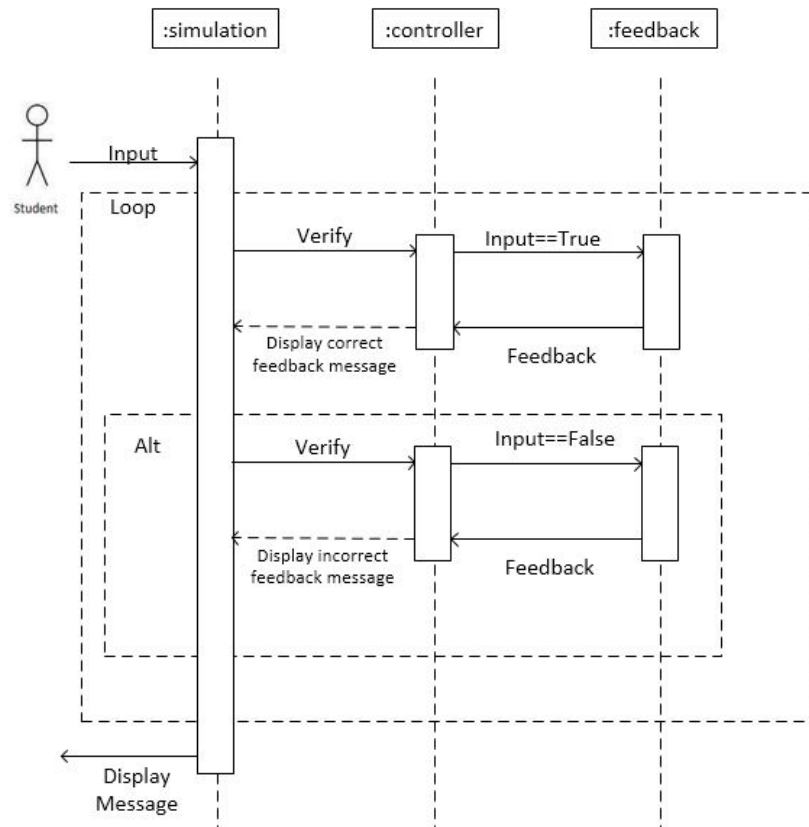 :simulation
:controller
:feedback
Input
Student
Loop
Verify
Input==True
Display correct
feedback message
Feedback
Alt
Verify
Input==False
Display incorrect
feedback message
Feedback
Display
Message